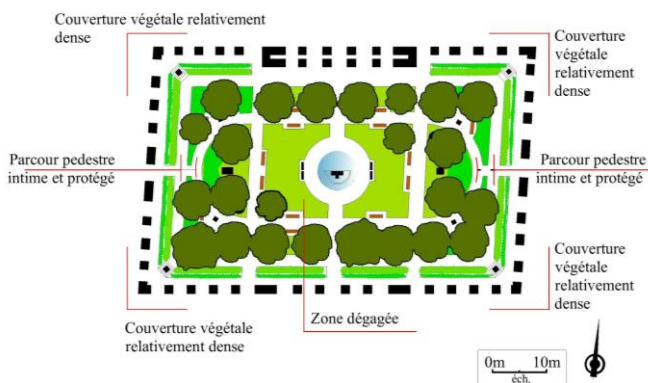 Couverture végétale relativement
dense
Couverture
végétale
relativement
dense
Parcour pedestre
intime et protégé
Parcour pedestre
intime et protégé
Couverture végétale
relativement dense
Zone dégagée
Couverture
végétale
relativement
dense
0m 10m
éch.